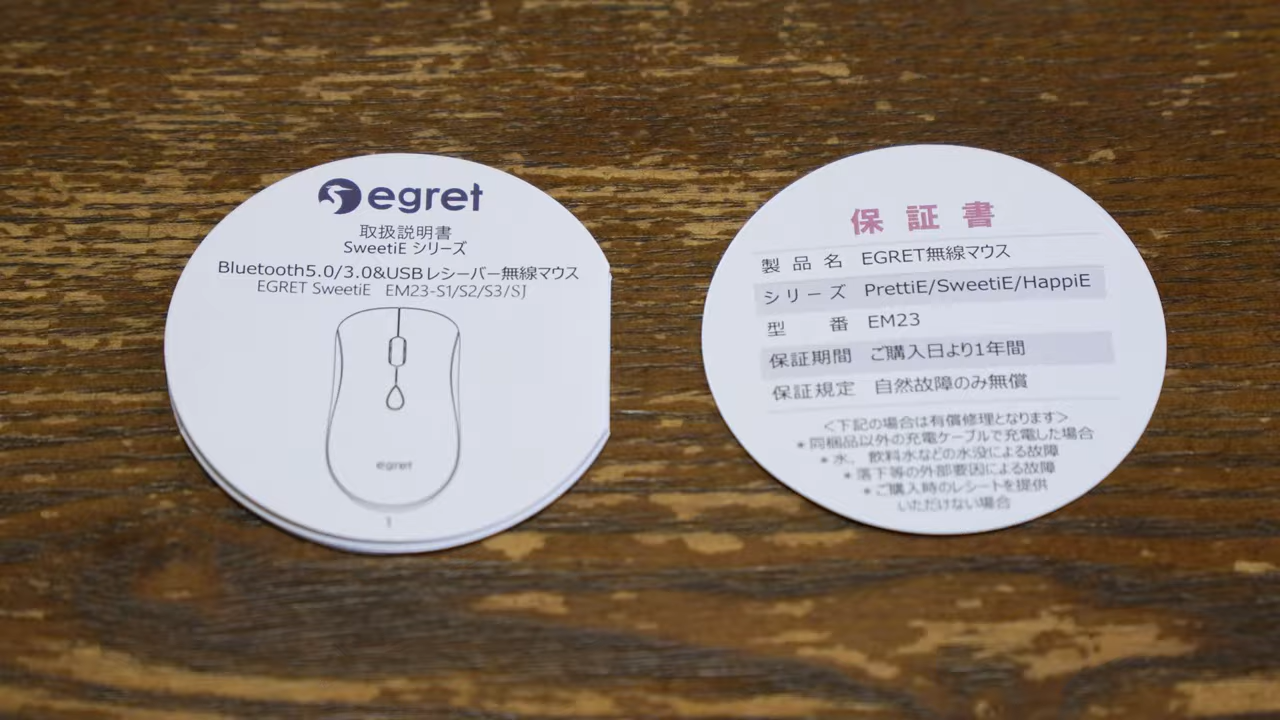 egret
取扱説明書
SweetiE シリーズ
Bluetooth5.0/3.0&USBレシーバー無線マウス
EGRET SweetiE EM23-S1/S2/S3/SJ
egret
1
保証書
製品名 EGRET無線マウス
シリーズ PrettiE/SweetiE/HappiE
型番 EM23
保証期間 ご購入日より1年間
保証規定 自然故障のみ無償
＜下記の場合は有償修理となります＞
*同梱品以外の充電ケーブルで充電した場合
*水、飲料水などの水没による故障
*落下等の外部要因による故障
*ご購入時のレシートを提供
いただけない場合